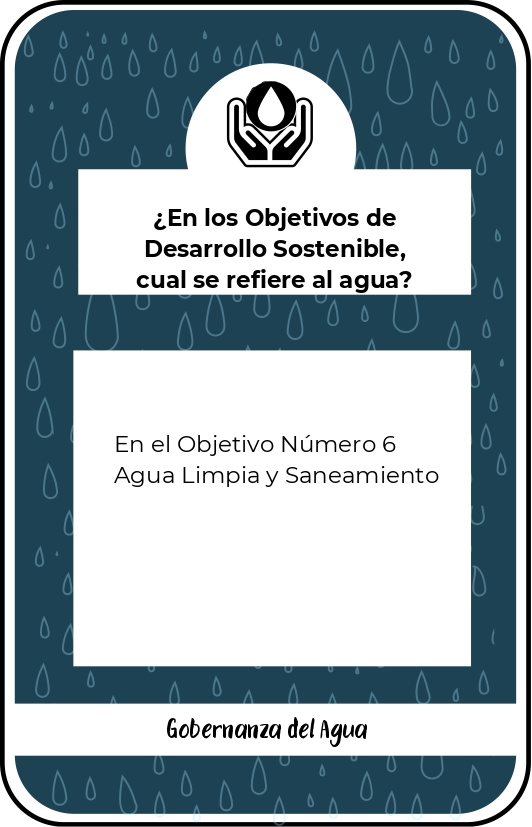 ¿En los Objetivos de
Desarrollo Sostenible,
cual se refiere al agua?
En el Objetivo Número 6
Agua Limpia y Saneamiento
Gobernanza del Agua